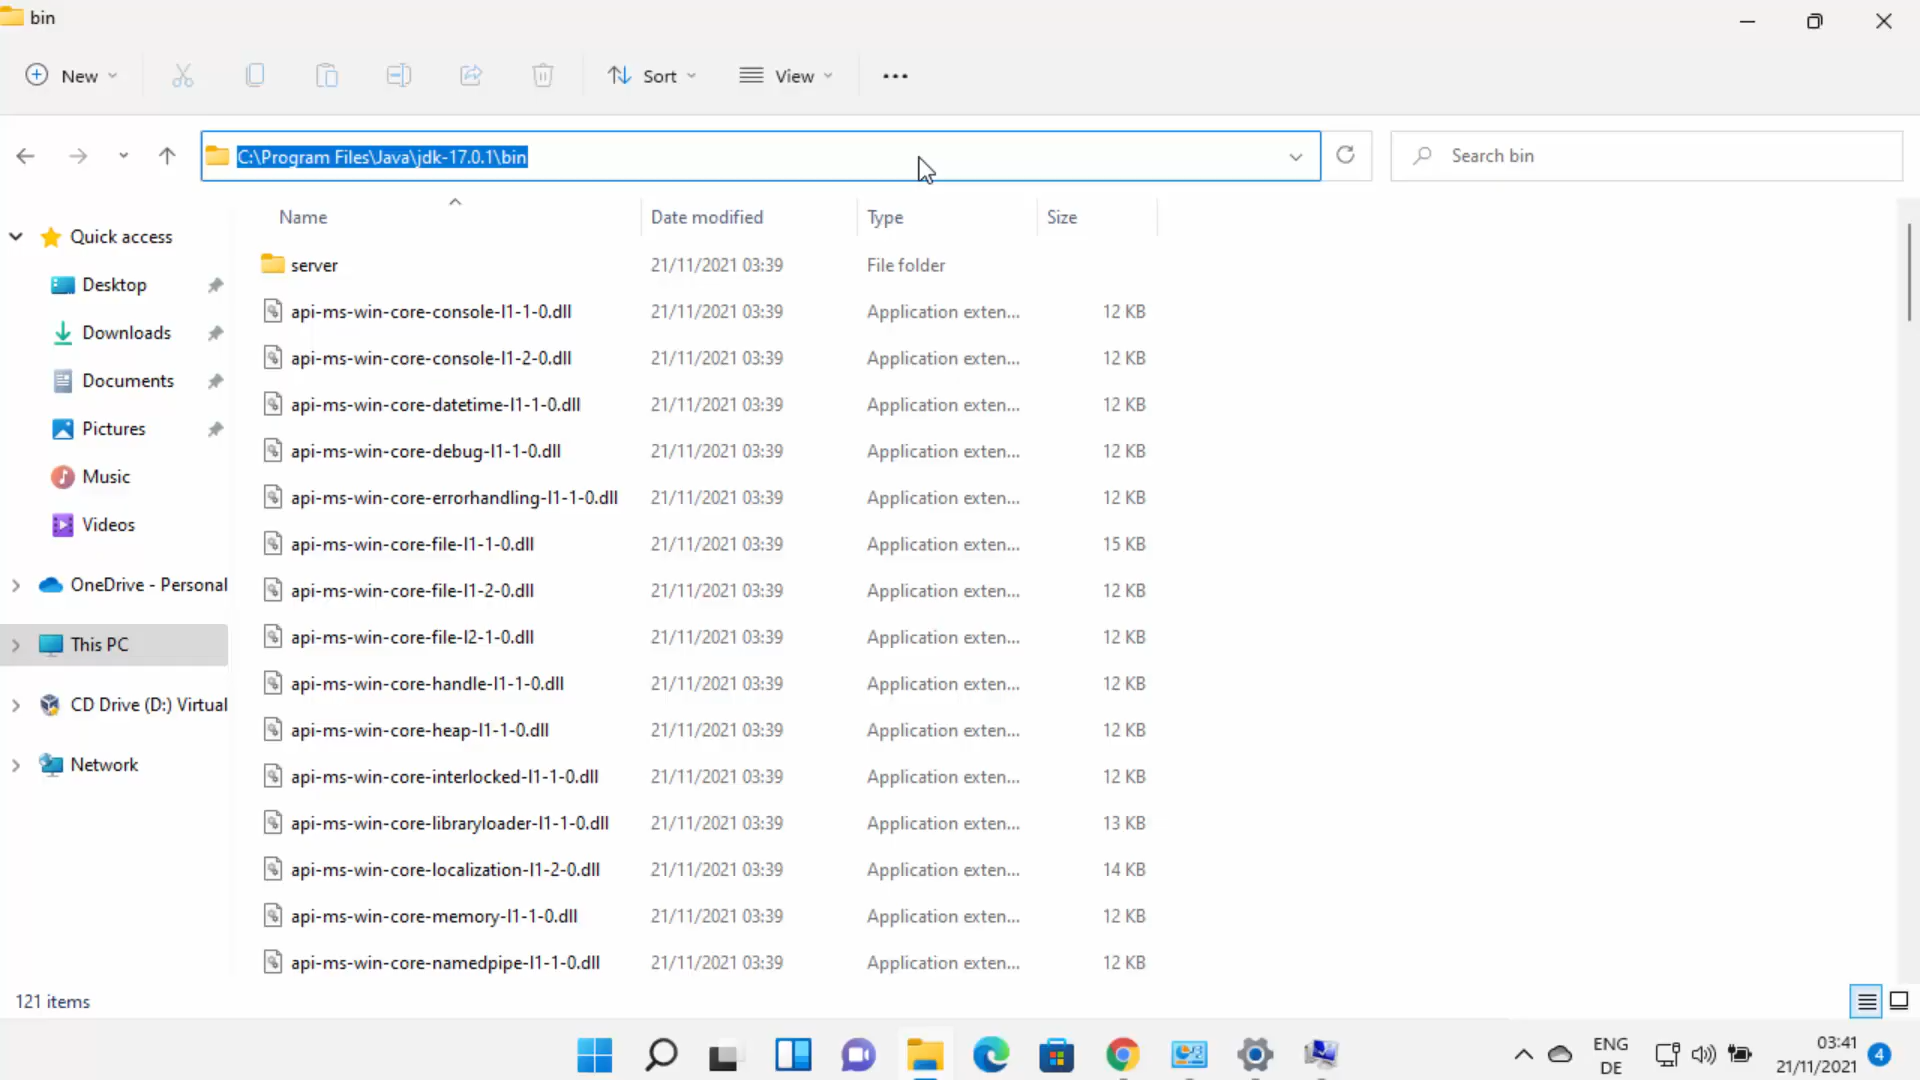 bin
New
Sort
View
C:\Program Files\Java\jdk-17.0.1\bin
Search bin
Name Date modified Type Size
Quick access
Desktop
Downloads
Documents
Pictures
Music
Videos
OneDrive - Personal
This PC
CD Drive (D:) Virtual
Network
server 21/11/2021 03:39 File folder
api-ms-win-core-console-l1-1-0.dll 21/11/2021 03:39 Application exten... 12 KB
api-ms-win-core-console-l1-2-0.dll 21/11/2021 03:39 Application exten... 12 KB
api-ms-win-core-datetime-l1-1-0.dll 21/11/2021 03:39 Application exten... 12 KB
api-ms-win-core-debug-l1-1-0.dll 21/11/2021 03:39 Application exten... 12 KB
api-ms-win-core-errorhandling-l1-1-0.dll 21/11/2021 03:39 Application exten... 12 KB
api-ms-win-core-file-l1-1-0.dll 21/11/2021 03:39 Application exten... 15 KB
api-ms-win-core-file-l1-2-0.dll 21/11/2021 03:39 Application exten... 12 KB
api-ms-win-core-file-l2-1-0.dll 21/11/2021 03:39 Application exten... 12 KB
api-ms-win-core-handle-l1-1-0.dll 21/11/2021 03:39 Application exten... 12 KB
api-ms-win-core-heap-l1-1-0.dll 21/11/2021 03:39 Application exten... 12 KB
api-ms-win-core-interlocked-l1-1-0.dll 21/11/2021 03:39 Application exten... 12 KB
api-ms-win-core-libraryloader-l1-1-0.dll 21/11/2021 03:39 Application exten... 13 KB
api-ms-win-core-localization-l1-2-0.dll 21/11/2021 03:39 Application exten... 14 KB
api-ms-win-core-memory-l1-1-0.dll 21/11/2021 03:39 Application exten... 12 KB
api-ms-win-core-namedpipe-l1-1-0.dll 21/11/2021 03:39 Application exten... 12 KB
121 items
ENG
DE
03:41
21/11/2021
4